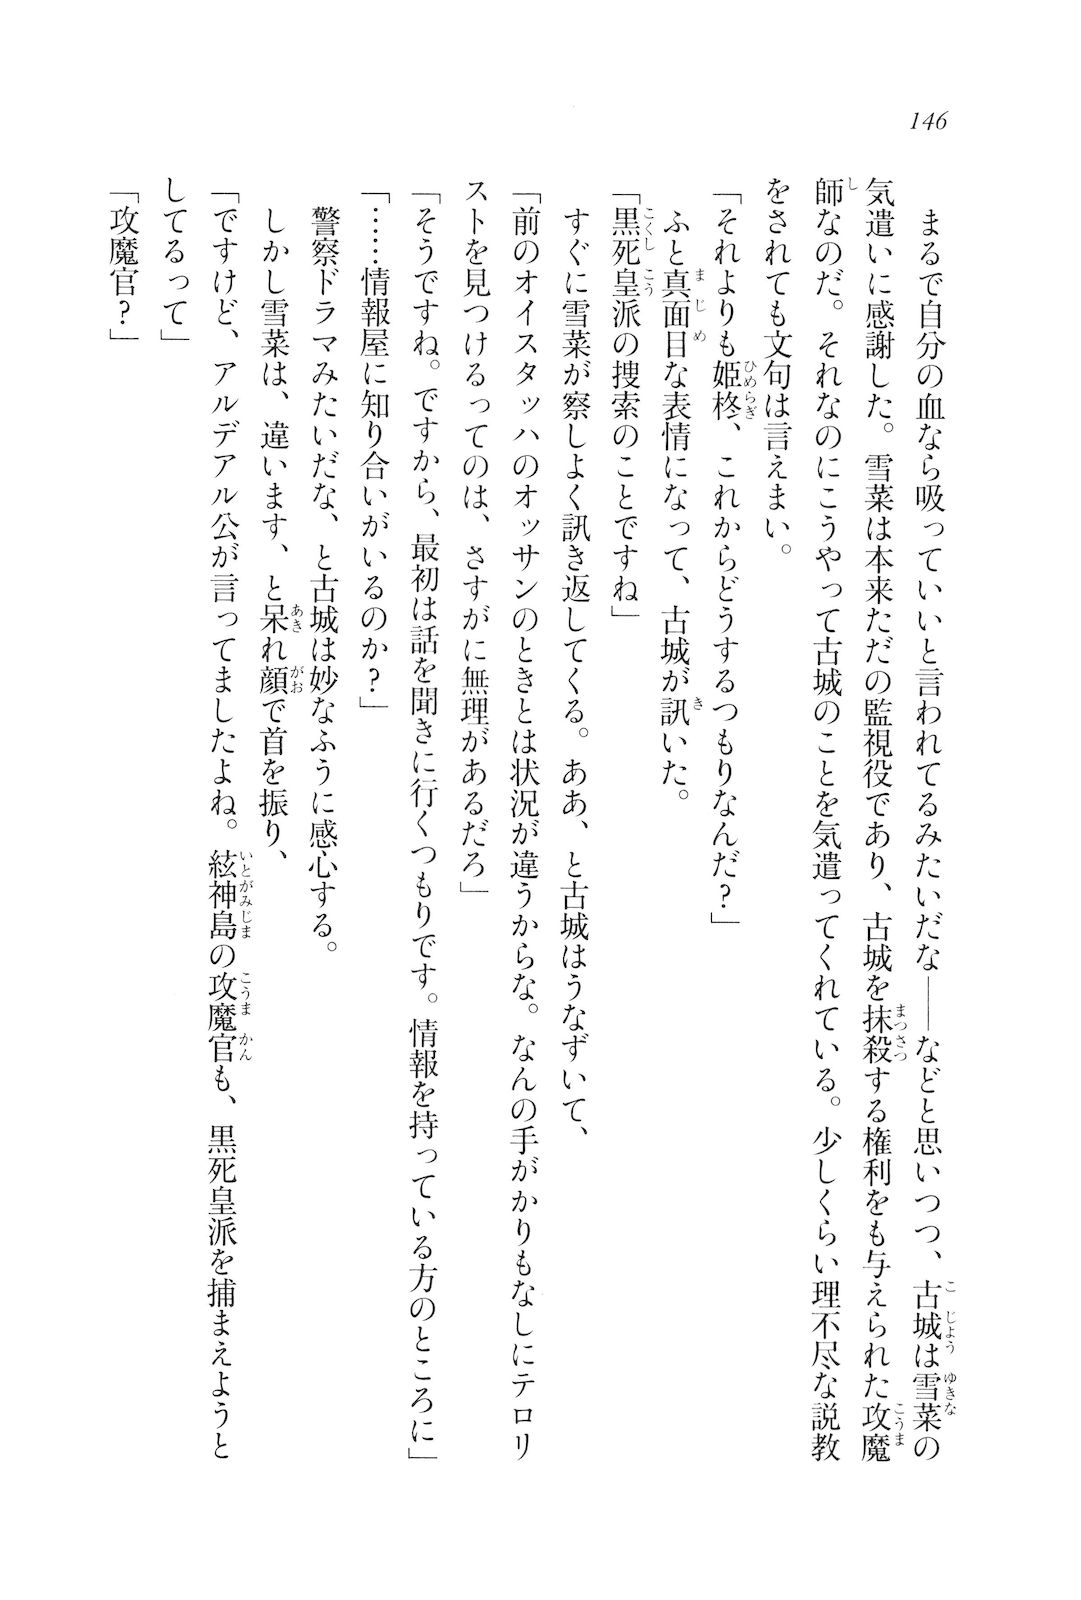 146
まるで自分の血なら吸っていいと言われてるみたいだな――などと思いつつ、古城は雪菜の
気遣いに感謝した。雪菜は本来ただの監視役であり、古城を抹殺する権利をも与えられた攻魔
師なのだ。それなのにこうやって古城のことを気遣ってくれている。少しくらい理不尽な説教
をされても文句は言えまい。
「それよりも姫柊、これからどうするつもりなんだ？」
ふと真面目な表情になって、古城が訊いた。
「黒死皇派の捜索のことですね」
すぐに雪菜が察しよく訊き返してくる。ああ、と古城はうなずいて、
「前のオイスタッハのオッサンのときとは状況が違うからな。なんの手がかりもなしにテロリ
ストを見つけるってのは、さすがに無理があるだろ」
「そうですね。ですから、最初は話を聞きに行くつもりです。情報を持っている方のところに」
「……情報屋に知り合いがいるのか？」
警察ドラマみたいだな、と古城は妙なふうに感心する。
しかし雪菜は、違います、と呆れ顔で首を振り、
「ですけど、アルデアル公が言ってましたよね。絃神島の攻魔官も、黒死皇派を捕まえようと
してるって」
「攻魔官？」